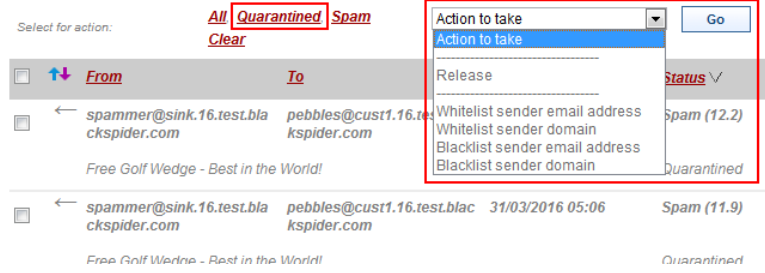 Select for action:
All Quarantined Spam
Clear
Action to take
Go
Action to take
--------------------------------
Release
--------------------------------
Whitelist sender email address
Whitelist sender domain
Blacklist sender email address
Blacklist sender domain
From To Status
spammer@sink.16.test.bla pebbles@cust1.16.tes Spam (12.2)
ckspider.com kspider.com
Free Golf Wedge - Best in the World! Quarantined
spammer@sink.16.test.bla pebbles@cust1.16.test.blac 31/03/2016 05:06 Spam (11.9)
ckspider.com kspider.com
Free Golf Wedge - Best in the World! Quarantined